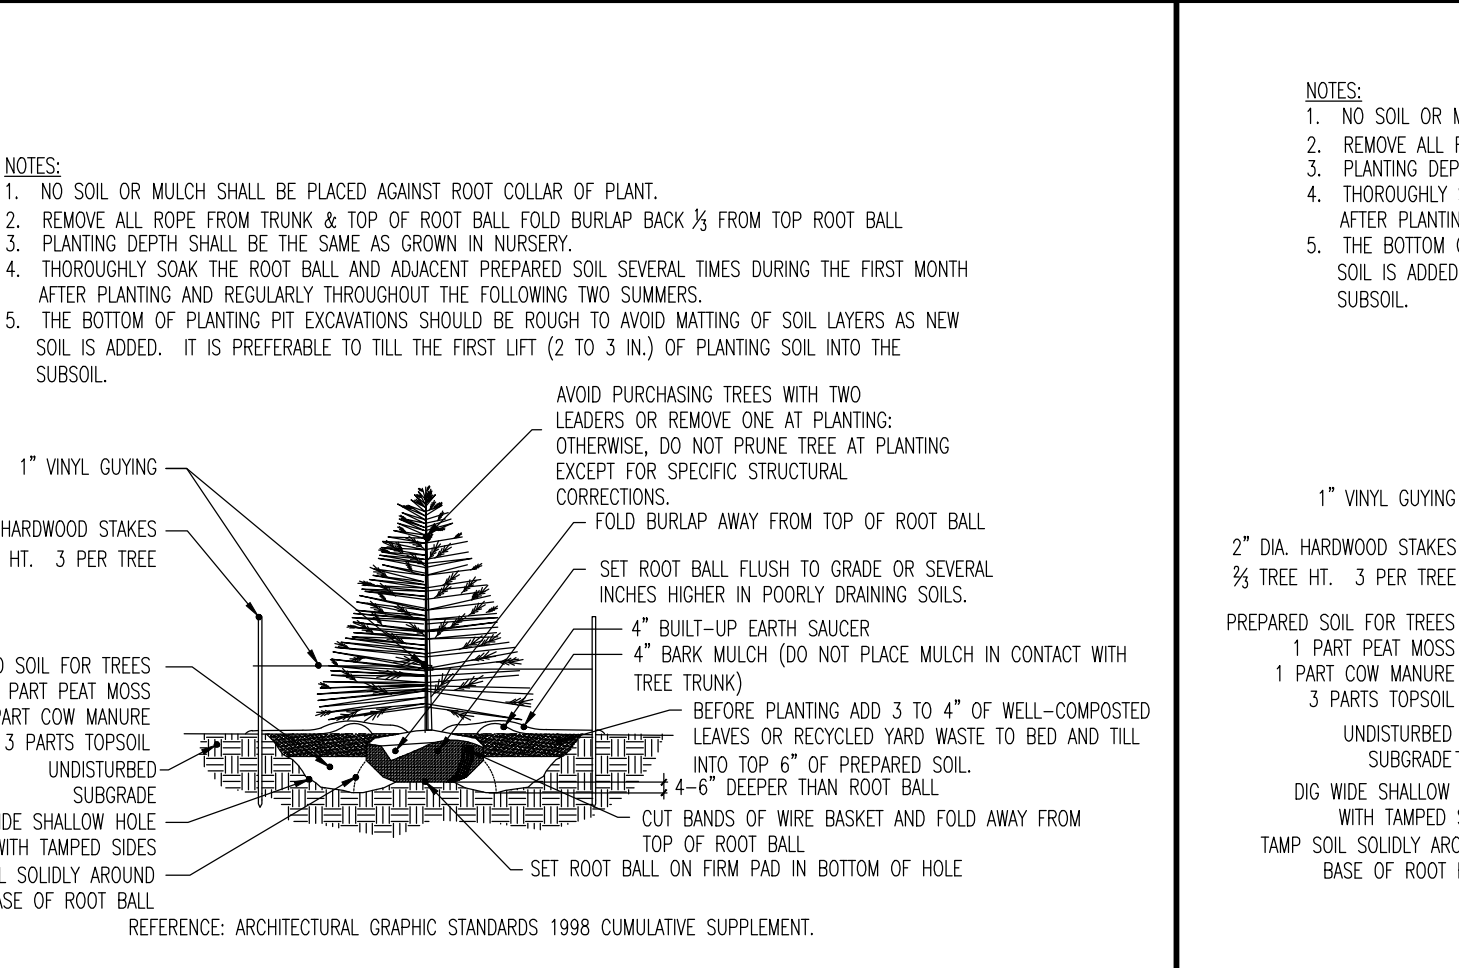 NOTES:
1. NO SOIL OR MULCH SHALL BE PLACED AGAINST ROOT COLLAR OF PLANT.
2. REMOVE ALL ROPE FROM TRUNK & TOP OF ROOT BALL FOLD BURLAP BACK ⅓ FROM TOP ROOT BALL
3. PLANTING DEPTH SHALL BE THE SAME AS GROWN IN NURSERY.
4. THOROUGHLY SOAK THE ROOT BALL AND ADJACENT PREPARED SOIL SEVERAL TIMES DURING THE FIRST MONTH
AFTER PLANTING AND REGULARLY THROUGHOUT THE FOLLOWING TWO SUMMERS.
5. THE BOTTOM OF PLANTING PIT EXCAVATIONS SHOULD BE ROUGH TO AVOID MATTING OF SOIL LAYERS AS NEW
SOIL IS ADDED. IT IS PREFERABLE TO TILL THE FIRST LIFT (2 TO 3 IN.) OF PLANTING SOIL INTO THE
SUBSOIL.
AVOID PURCHASING TREES WITH TWO
LEADERS OR REMOVE ONE AT PLANTING:
OTHERWISE, DO NOT PRUNE TREE AT PLANTING
EXCEPT FOR SPECIFIC STRUCTURAL
CORRECTIONS.
FOLD BURLAP AWAY FROM TOP OF ROOT BALL
SET ROOT BALL FLUSH TO GRADE OR SEVERAL
INCHES HIGHER IN POORLY DRAINING SOILS.
4" BUILT-UP EARTH SAUCER
4" BARK MULCH (DO NOT PLACE MULCH IN CONTACT WITH
TREE TRUNK)
BEFORE PLANTING ADD 3 TO 4" OF WELL-COMPOSTED
LEAVES OR RECYCLED YARD WASTE TO BED AND TILL
INTO TOP 6" OF PREPARED SOIL.
4-6" DEEPER THAN ROOT BALL
CUT BANDS OF WIRE BASKET AND FOLD AWAY FROM
TOP OF ROOT BALL
SET ROOT BALL ON FIRM PAD IN BOTTOM OF HOLE
1" VINYL GUYING
HARDWOOD STAKES
HT. 3 PER TREE
SOIL FOR TREES
PART PEAT MOSS
PART COW MANURE
3 PARTS TOPSOIL
UNDISTURBED
SUBGRADE
WIDE SHALLOW HOLE
WITH TAMPED SIDES
SOLIDLY AROUND
BASE OF ROOT BALL
REFERENCE: ARCHITECTURAL GRAPHIC STANDARDS 1998 CUMULATIVE SUPPLEMENT.
NOTES:
1. NO SOIL OR
2. REMOVE ALL
3. PLANTING DEP
4. THOROUGHLY
AFTER PLANTIN
5. THE BOTTOM
SOIL IS ADDED
SUBSOIL.
1" VINYL GUYING
2" DIA. HARDWOOD STAKES
⅔ TREE HT. 3 PER TREE
PREPARED SOIL FOR TREES
1 PART PEAT MOSS
1 PART COW MANURE
3 PARTS TOPSOIL
UNDISTURBED
SUBGRADE
DIG WIDE SHALLOW
WITH TAMPED
TAMP SOIL SOLIDLY ARO
BASE OF ROOT